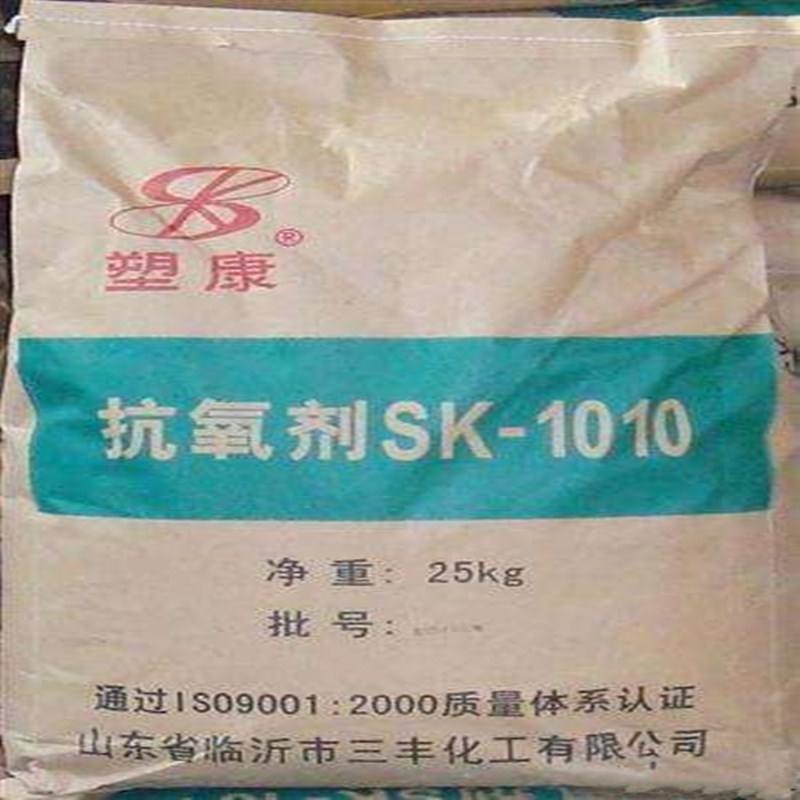 塑康®
抗氧剂SK-1010
净重: 25kg
批号:
通过ISO9001:2000质量体系认证
山东省临沂市三丰化工有限公司